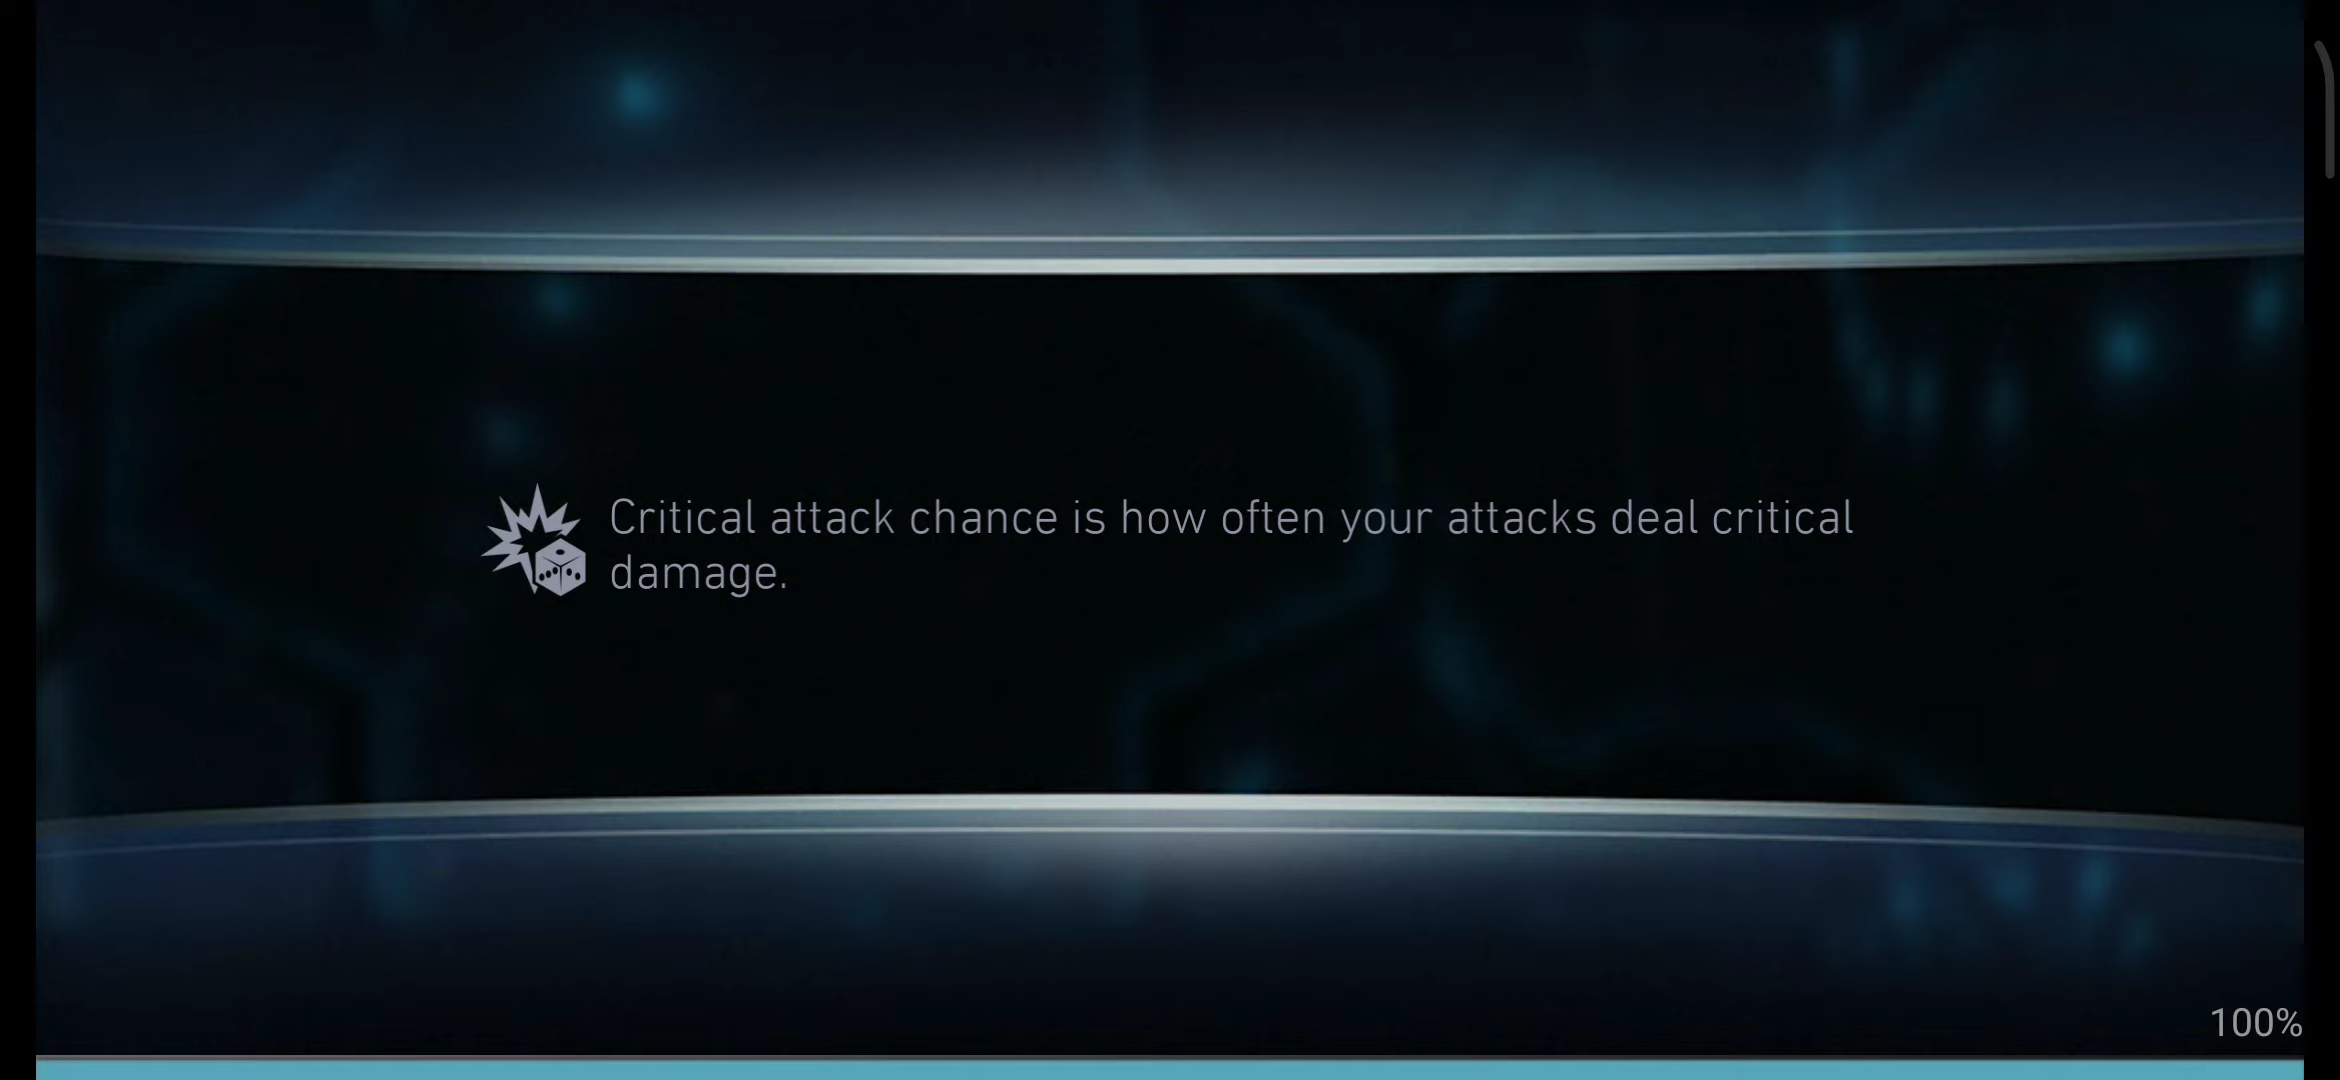 Critical attack chance is how often your attacks deal critical
damage.
100%